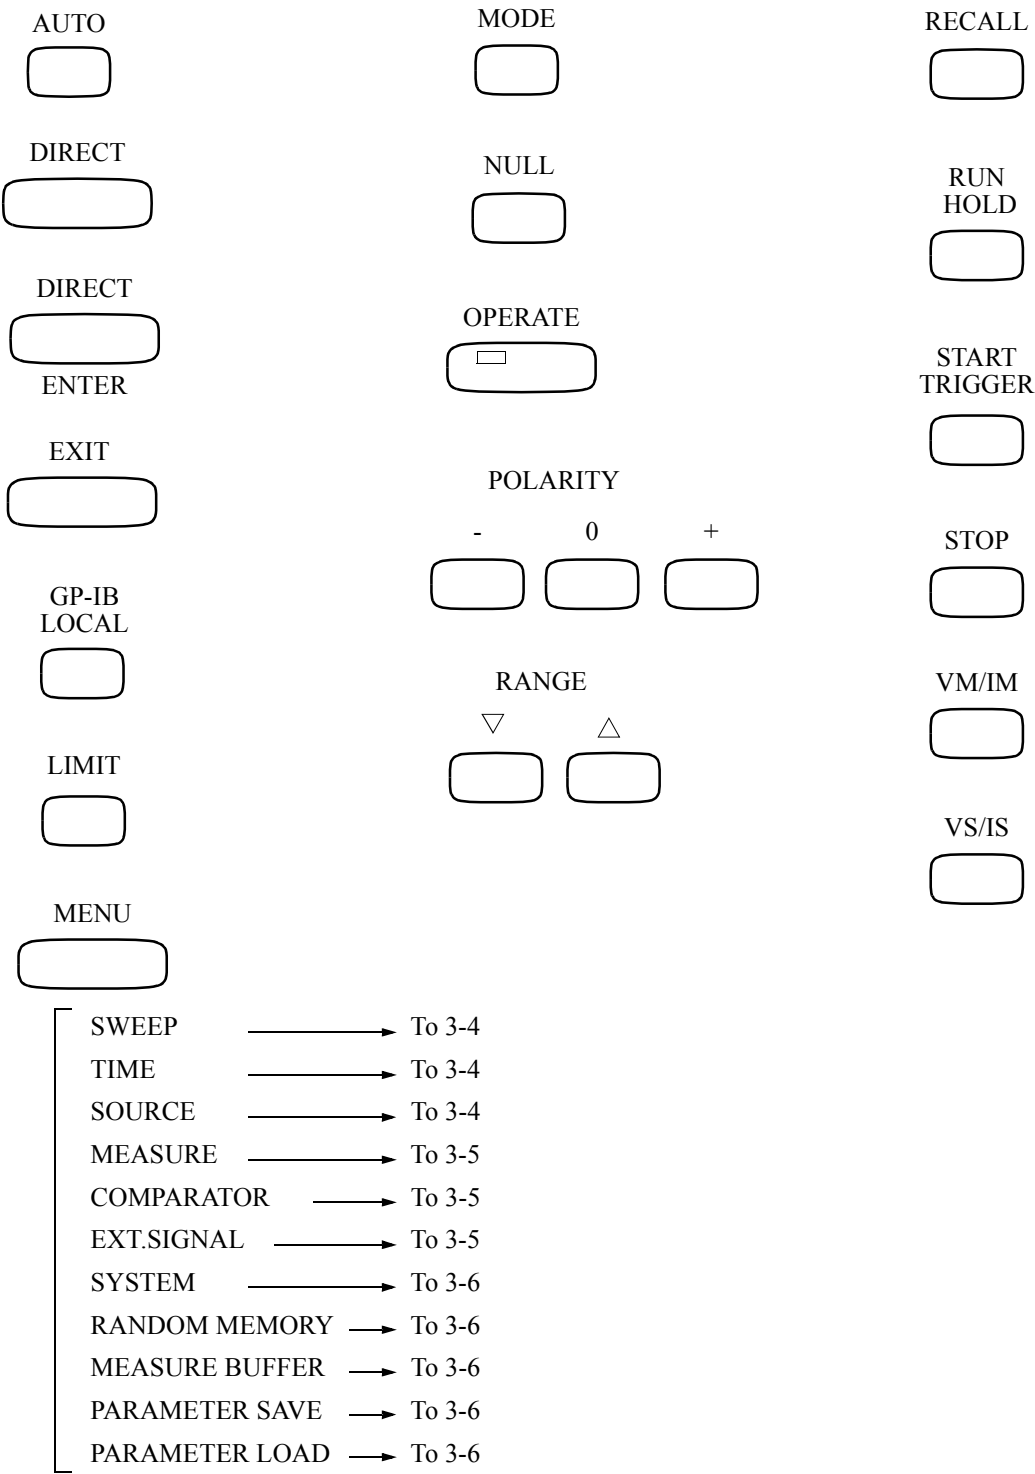 AUTO
DIRECT
DIRECT
ENTER
EXIT
GP-IB
LOCAL
LIMIT
MENU
SWEEP To 3-4
TIME To 3-4
SOURCE To 3-4
MEASURE To 3-5
COMPARATOR To 3-5
EXT.SIGNAL To 3-5
SYSTEM To 3-6
RANDOM MEMORY To 3-6
MEASURE BUFFER To 3-6
PARAMETER SAVE To 3-6
PARAMETER LOAD To 3-6
MODE
NULL
OPERATE
POLARITY
- 0 +
RANGE
RECALL
RUN
HOLD
START
TRIGGER
STOP
VM/IM
VS/IS